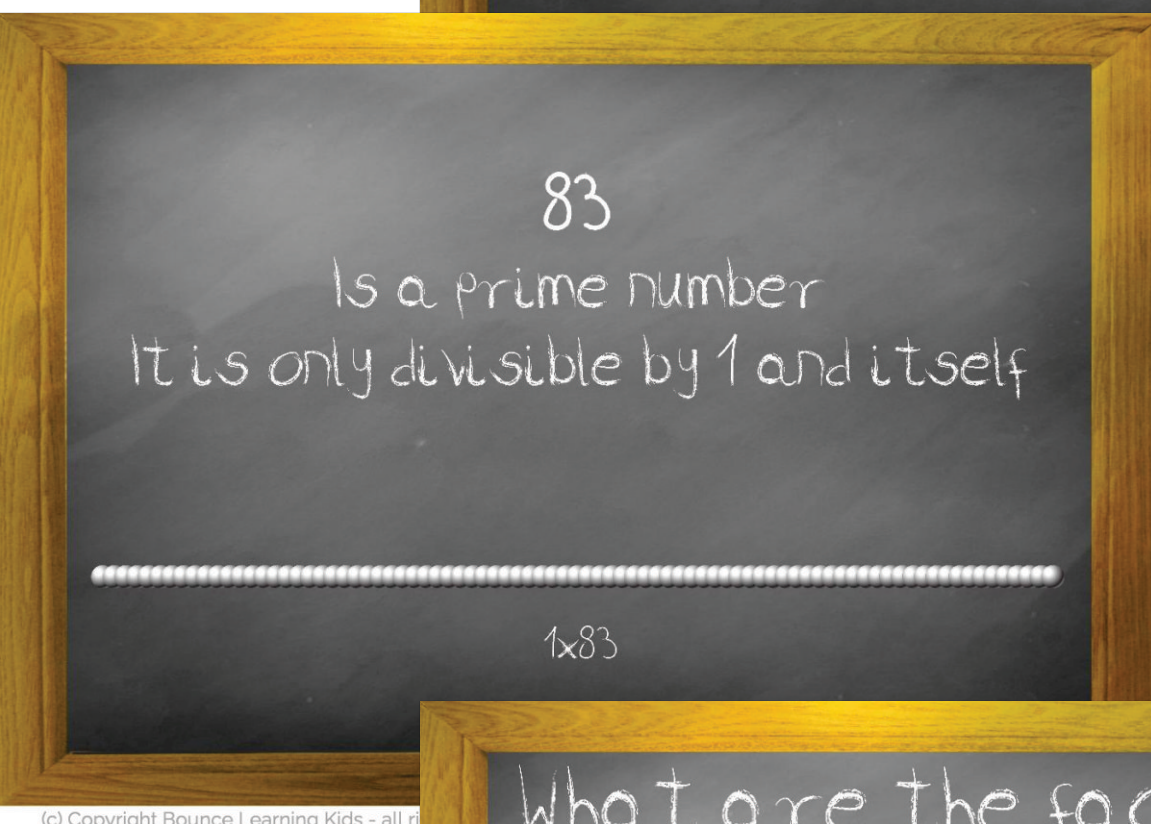 83
Is a prime number
It is only divisible by 1 and itself
1x83
What are the
(c) Copyright Bounce Learning Kids - all